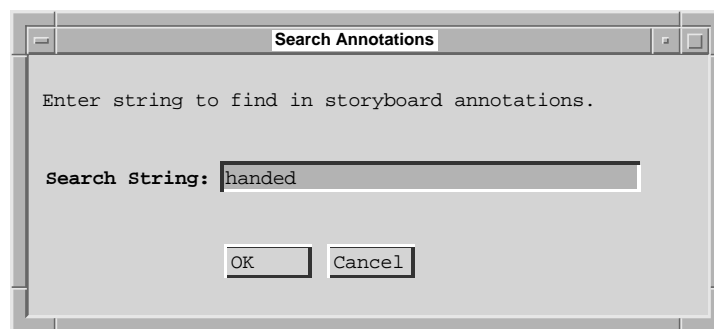 Search Annotations
Enter string to find in storyboard annotations.
Search String: handed
OK Cancel